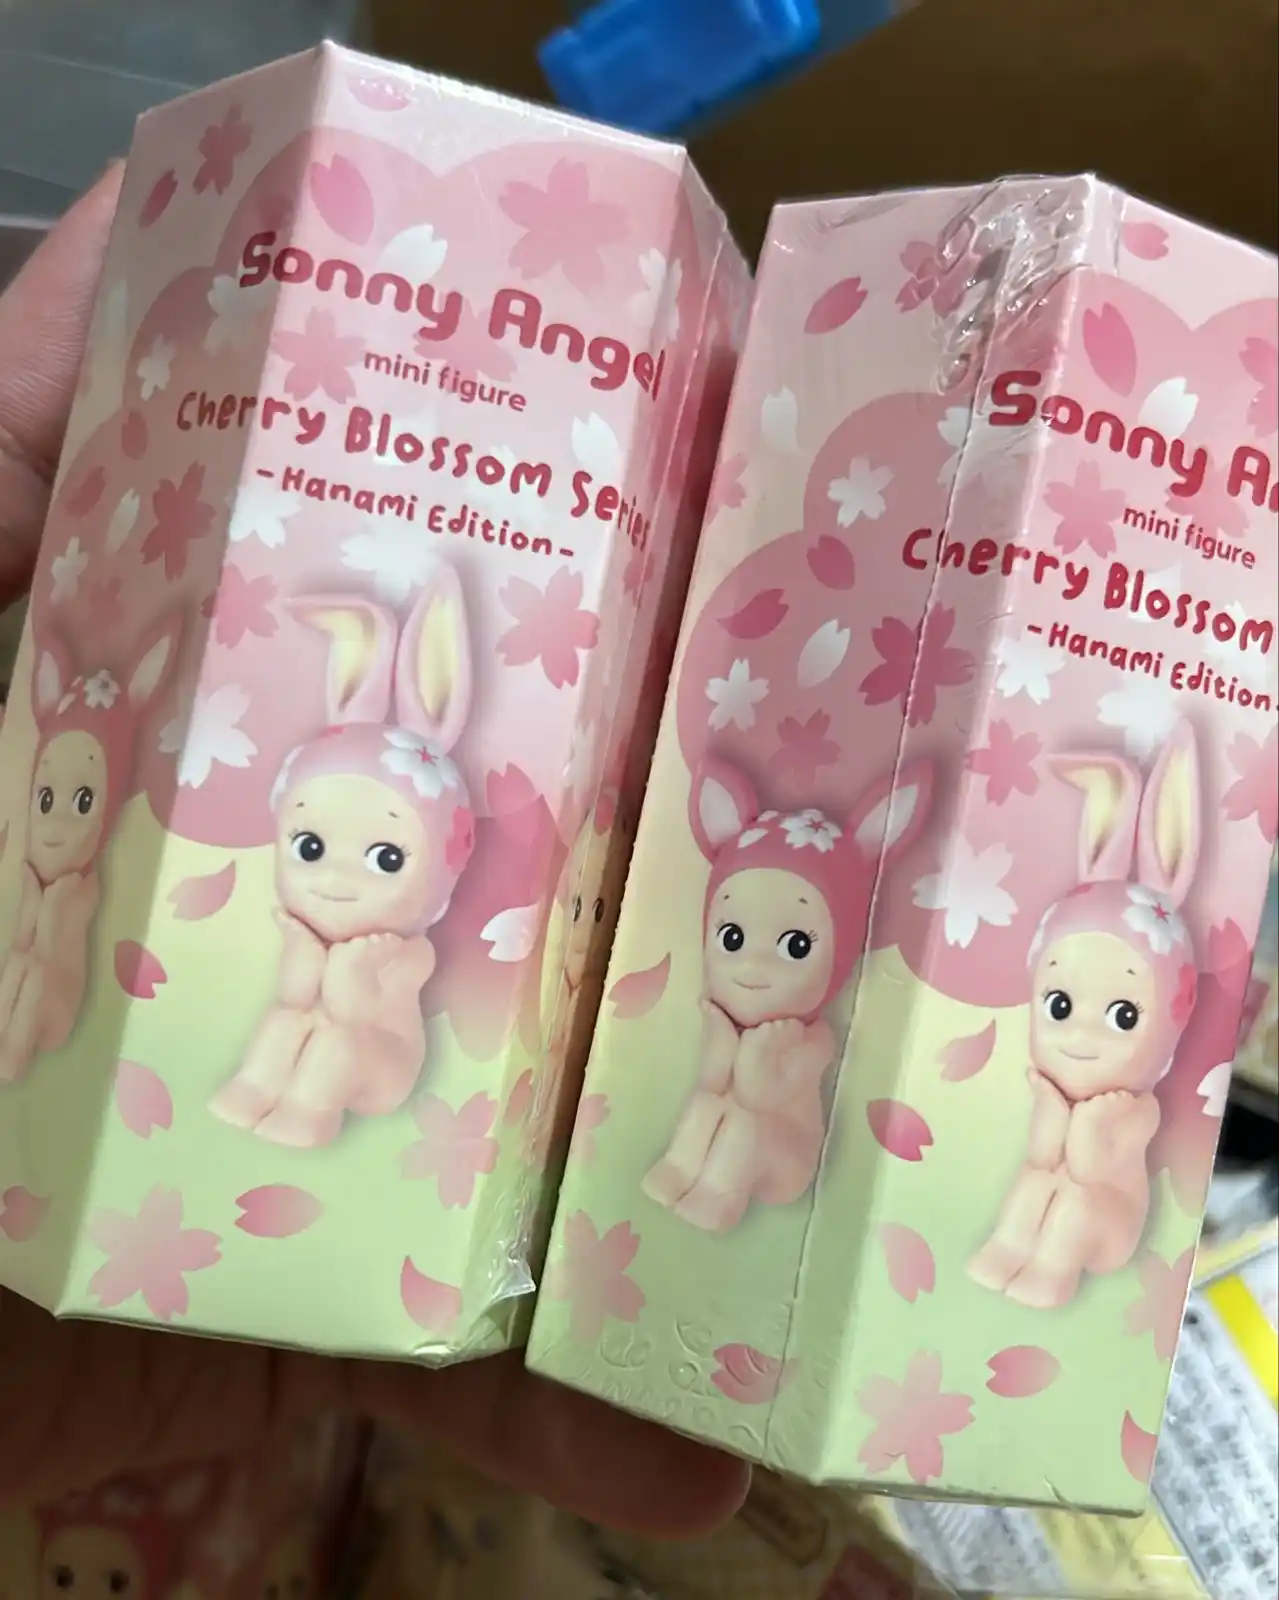 Sonny Angel
mini figure
Cherry Blossom Series
-Hanami Edition-
Sonny A
mini figure
Cherry Blossom
-Hanami Edition-